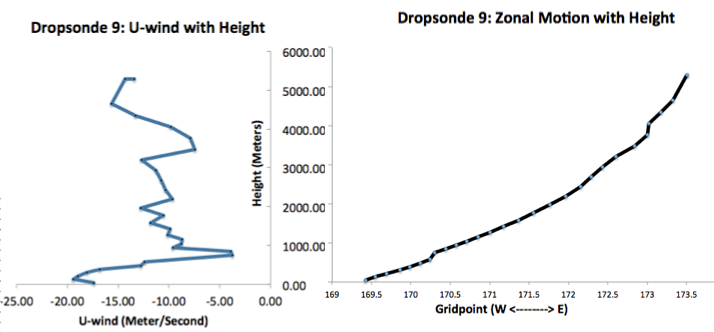 Dropsonde 9: U-wind with Height
Dropsonde 9: Zonal Motion with Height
6000.00
5000.00
4000.00
3000.00
2000.00
1000.00
0.00
Height (Meters)
-25.00 -20.00 -15.00 -10.00 -5.00 0.00
U-wind (Meter/Second)
169 169.5 170 170.5 171 171.5 172 172.5 173 173.5
Gridpoint (W <--------> E)